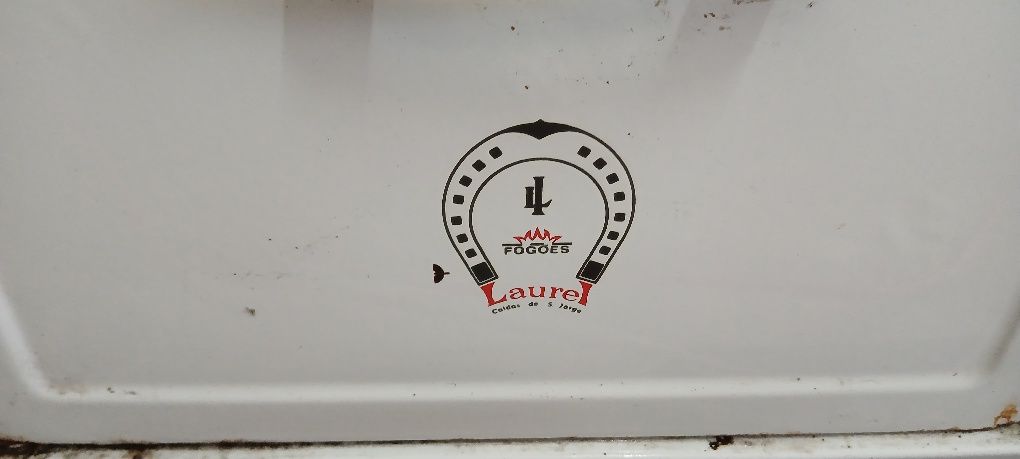 FOGÕES
Laurel
Caldas de S Jorge